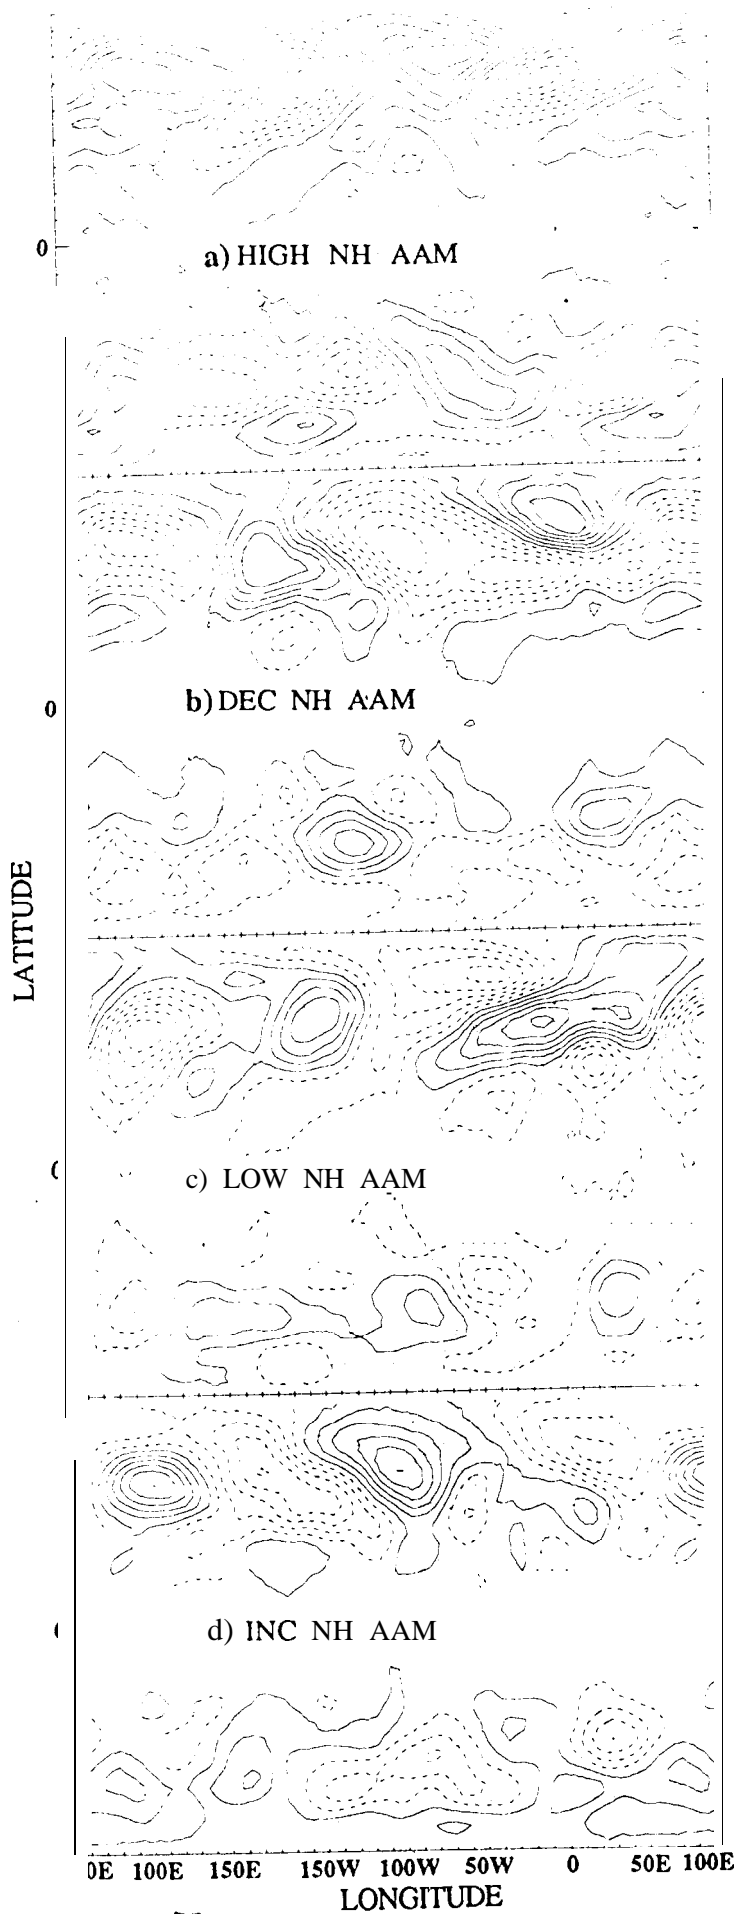 0
a) HIGH NH AAM
b) DEC NH AAM
0
LATITUDE
(
c) LOW NH AAM
(
d) INC NH AAM
0E 100E 150E 150W 100W 50W 0 50E 100E
LONGITUDE